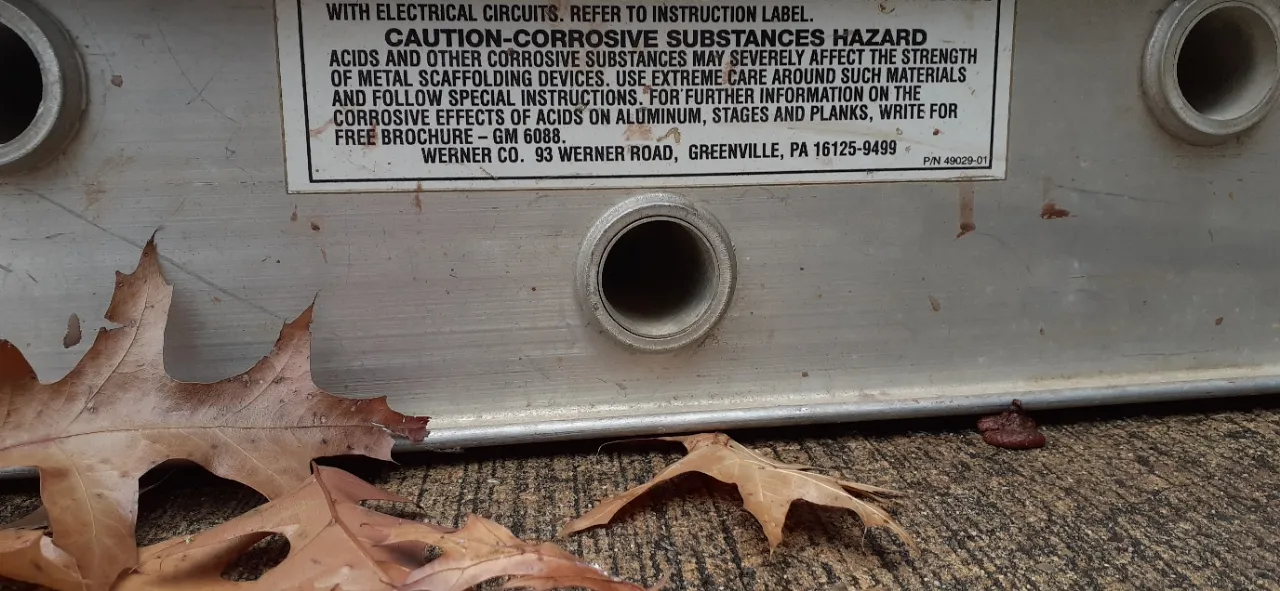 WITH ELECTRICAL CIRCUITS. REFER TO INSTRUCTION LABEL.
CAUTION-CORROSIVE SUBSTANCES HAZARD
ACIDS AND OTHER CORROSIVE SUBSTANCES MAY SEVERELY AFFECT THE STRENGTH
OF METAL SCAFFOLDING DEVICES. USE EXTREME CARE AROUND SUCH MATERIALS
AND FOLLOW SPECIAL INSTRUCTIONS. FOR FURTHER INFORMATION ON THE
CORROSIVE EFFECTS OF ACIDS ON ALUMINUM, STAGES AND PLANKS, WRITE FOR
FREE BROCHURE – GM 6088.
WERNER CO. 93 WERNER ROAD, GREENVILLE, PA 16125-9499
P/N 49029-01